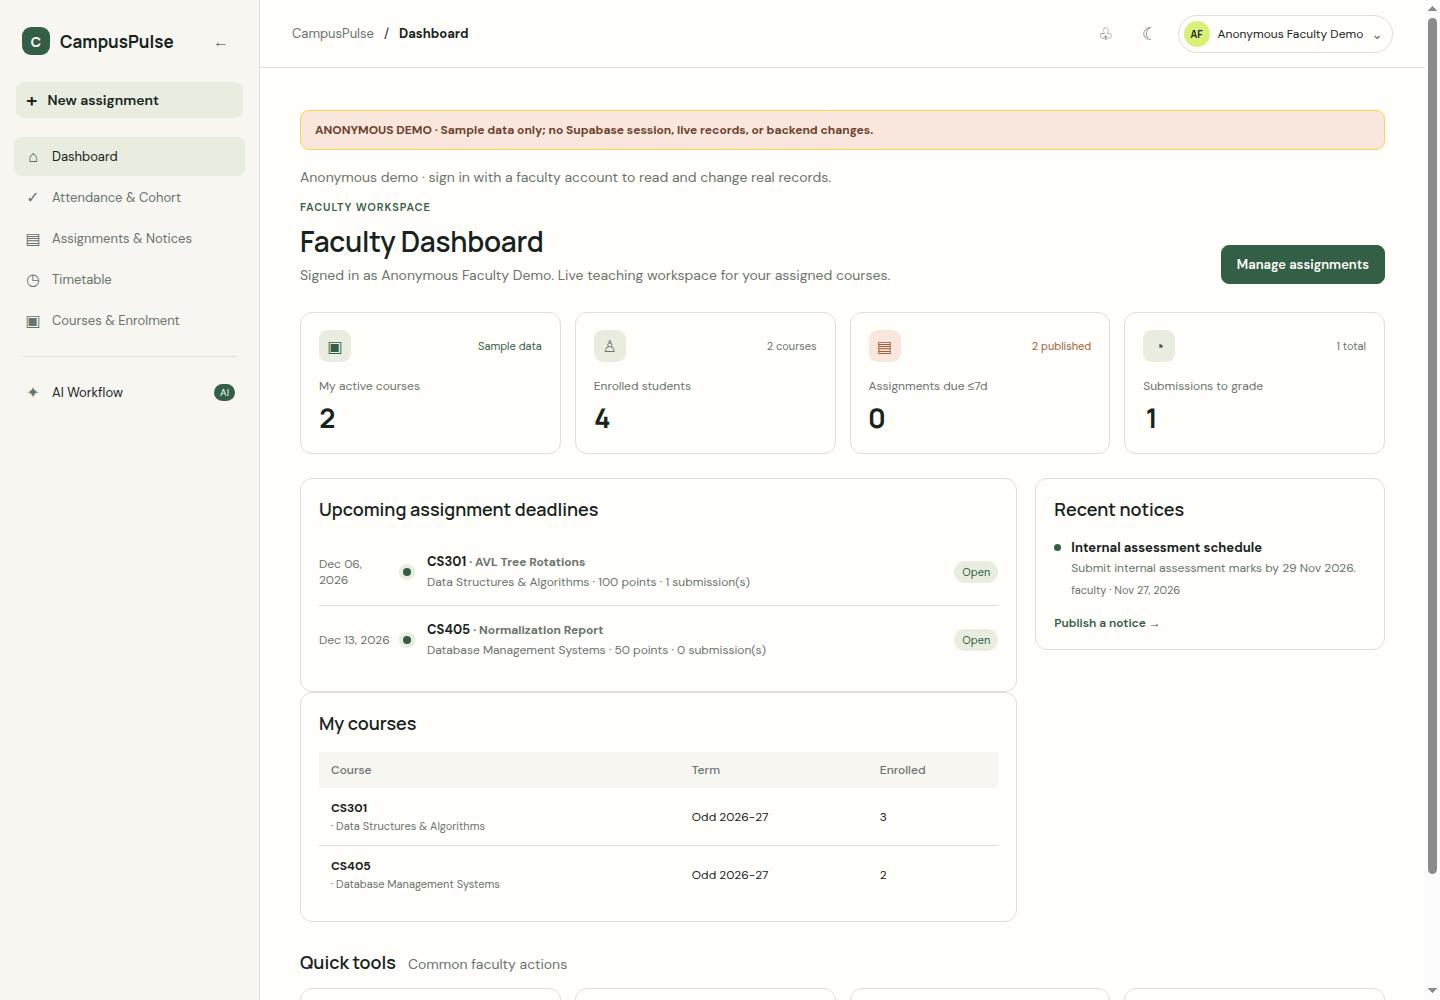 C CampusPulse ←
+ New assignment
Dashboard
Attendance & Cohort
Assignments & Notices
Timetable
Courses & Enrolment
AI Workflow AI
CampusPulse / Dashboard
AF Anonymous Faculty Demo
ANONYMOUS DEMO · Sample data only; no Supabase session, live records, or backend changes.
Anonymous demo · sign in with a faculty account to read and change real records.
FACULTY WORKSPACE
Faculty Dashboard
Signed in as Anonymous Faculty Demo. Live teaching workspace for your assigned courses.
Manage assignments
Sample data
My active courses
2
2 courses
Enrolled students
4
2 published
Assignments due ≤7d
0
1 total
Submissions to grade
1
Upcoming assignment deadlines
Dec 06,
2026
CS301 · AVL Tree Rotations
Data Structures & Algorithms · 100 points · 1 submission(s)
Open
Dec 13, 2026
CS405 · Normalization Report
Database Management Systems · 50 points · 0 submission(s)
Open
Recent notices
Internal assessment schedule
Submit internal assessment marks by 29 Nov 2026.
faculty · Nov 27, 2026
Publish a notice →
My courses
Course Term Enrolled
CS301
· Data Structures & Algorithms
Odd 2026-27 3
CS405
· Database Management Systems
Odd 2026-27 2
Quick tools Common faculty actions